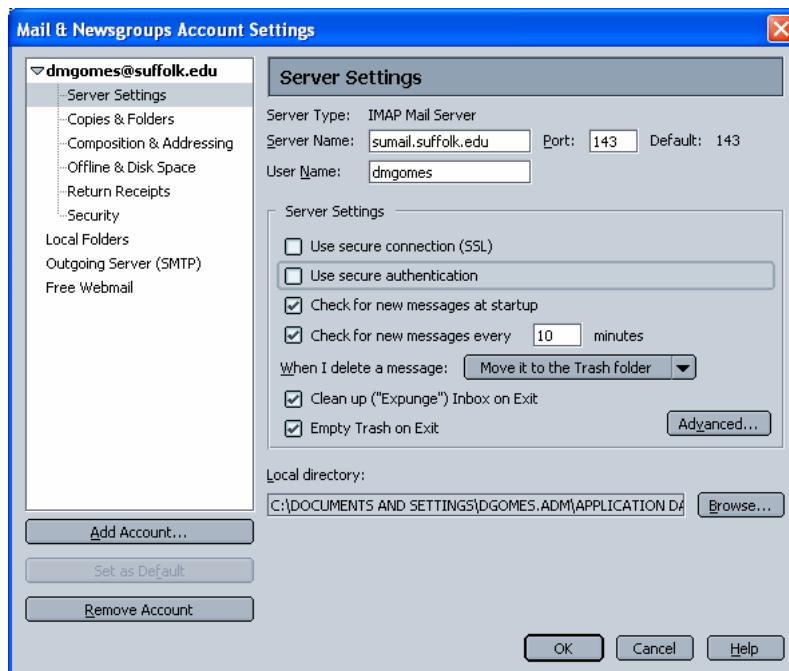 Mail & Newsgroups Account Settings
dmgomes@suffolk.edu
Server Settings
Copies & Folders
Composition & Addressing
Offline & Disk Space
Return Receipts
Security
Local Folders
Outgoing Server (SMTP)
Free Webmail
Add Account...
Set as Default
Remove Account
Server Settings
Server Type: IMAP Mail Server
Server Name: sumail.suffolk.edu Port: 143 Default: 143
User Name: dmgomes
Server Settings
Use secure connection (SSL)
Use secure authentication
Check for new messages at startup
Check for new messages every 10 minutes
When I delete a message: Move it to the Trash folder
Clean up ("Expunge") Inbox on Exit
Empty Trash on Exit
Advanced...
Local directory:
C:\DOCUMENTS AND SETTINGS\DGOMES.ADM\APPLICATION DA Browse...
OK Cancel Help